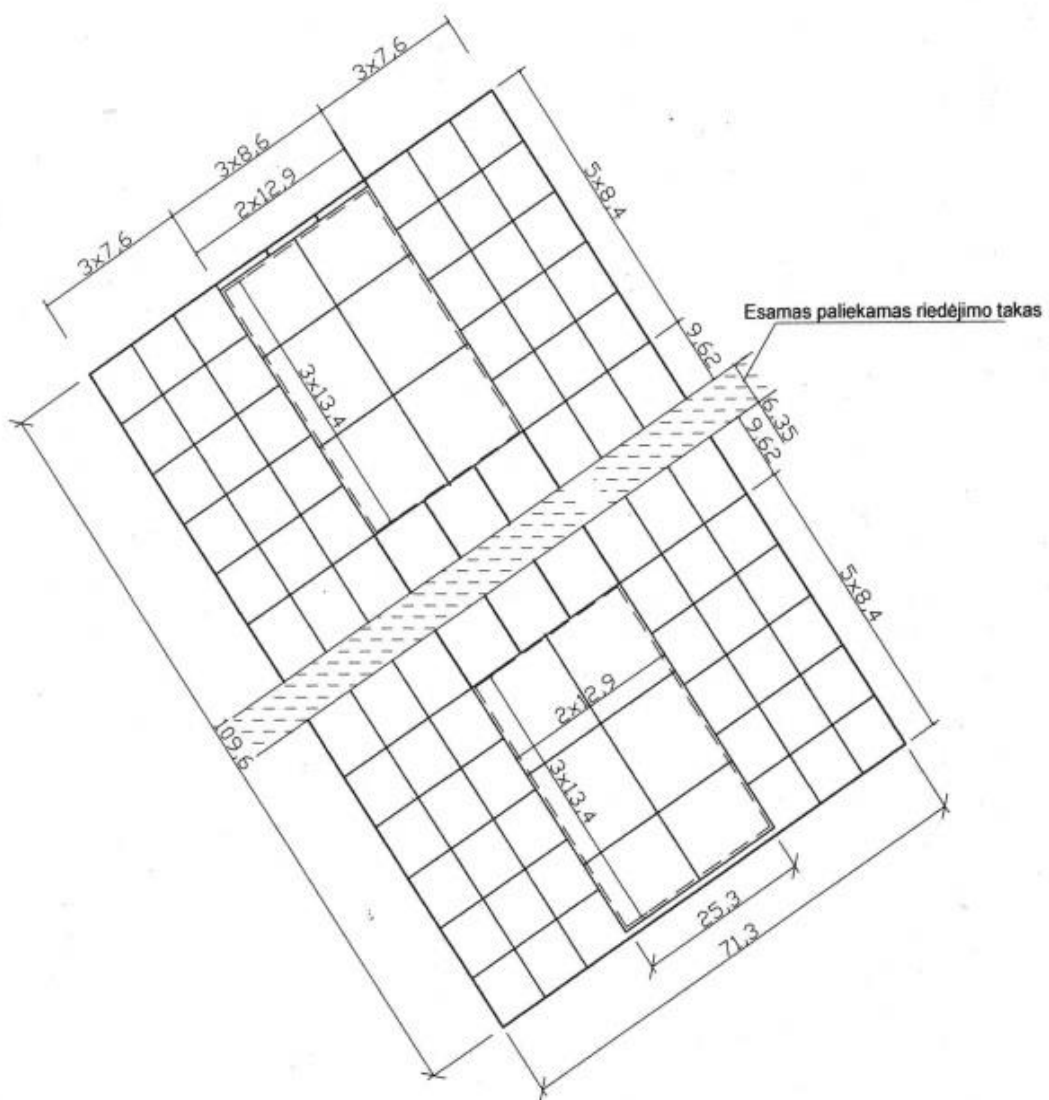 3x7,6
3x8,6
2x12,9
3x7,6
5x8,4
9,62
Esamas paliekamas riedėjimo takas
6,35
9,62
3x13,4
5x8,4
2x12,9
3x13,4
109,6
25,3
71,3